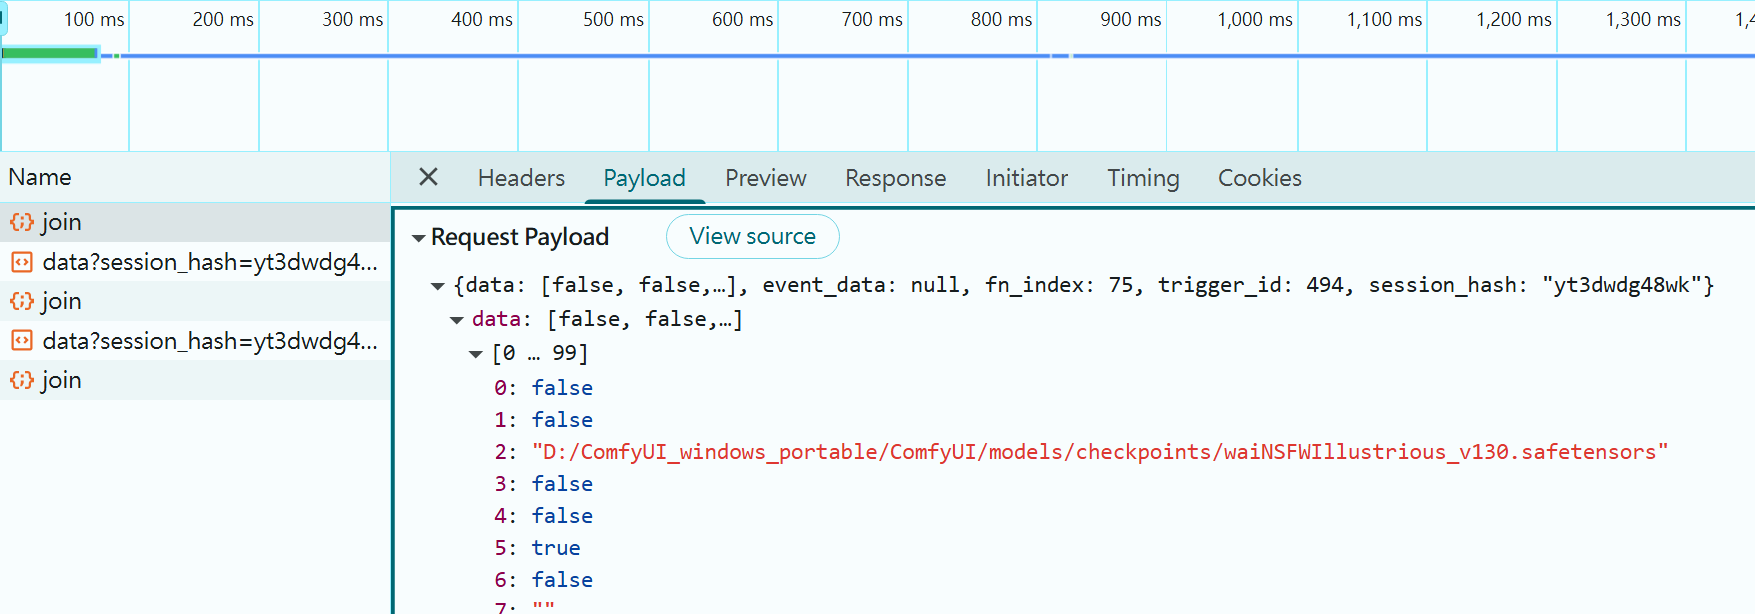 100 ms 200 ms 300 ms 400 ms 500 ms 600 ms 700 ms 800 ms 900 ms 1,000 ms 1,100 ms 1,200 ms 1,300 ms
Name
join
data?session_hash=yt3dwdg4...
join
data?session_hash=yt3dwdg4...
join
Headers Payload Preview Response Initiator Timing Cookies
Request Payload View source
{data: [false, false,…], event_data: null, fn_index: 75, trigger_id: 494, session_hash: "yt3dwdg48wk"}
data: [false, false,…]
[0 … 99]
0: false
1: false
2: "D:/ComfyUI_windows_portable/ComfyUI/models/checkpoints/waiNSFWIllustrious_v130.safetensors"
3: false
4: false
5: true
6: false
7: ""